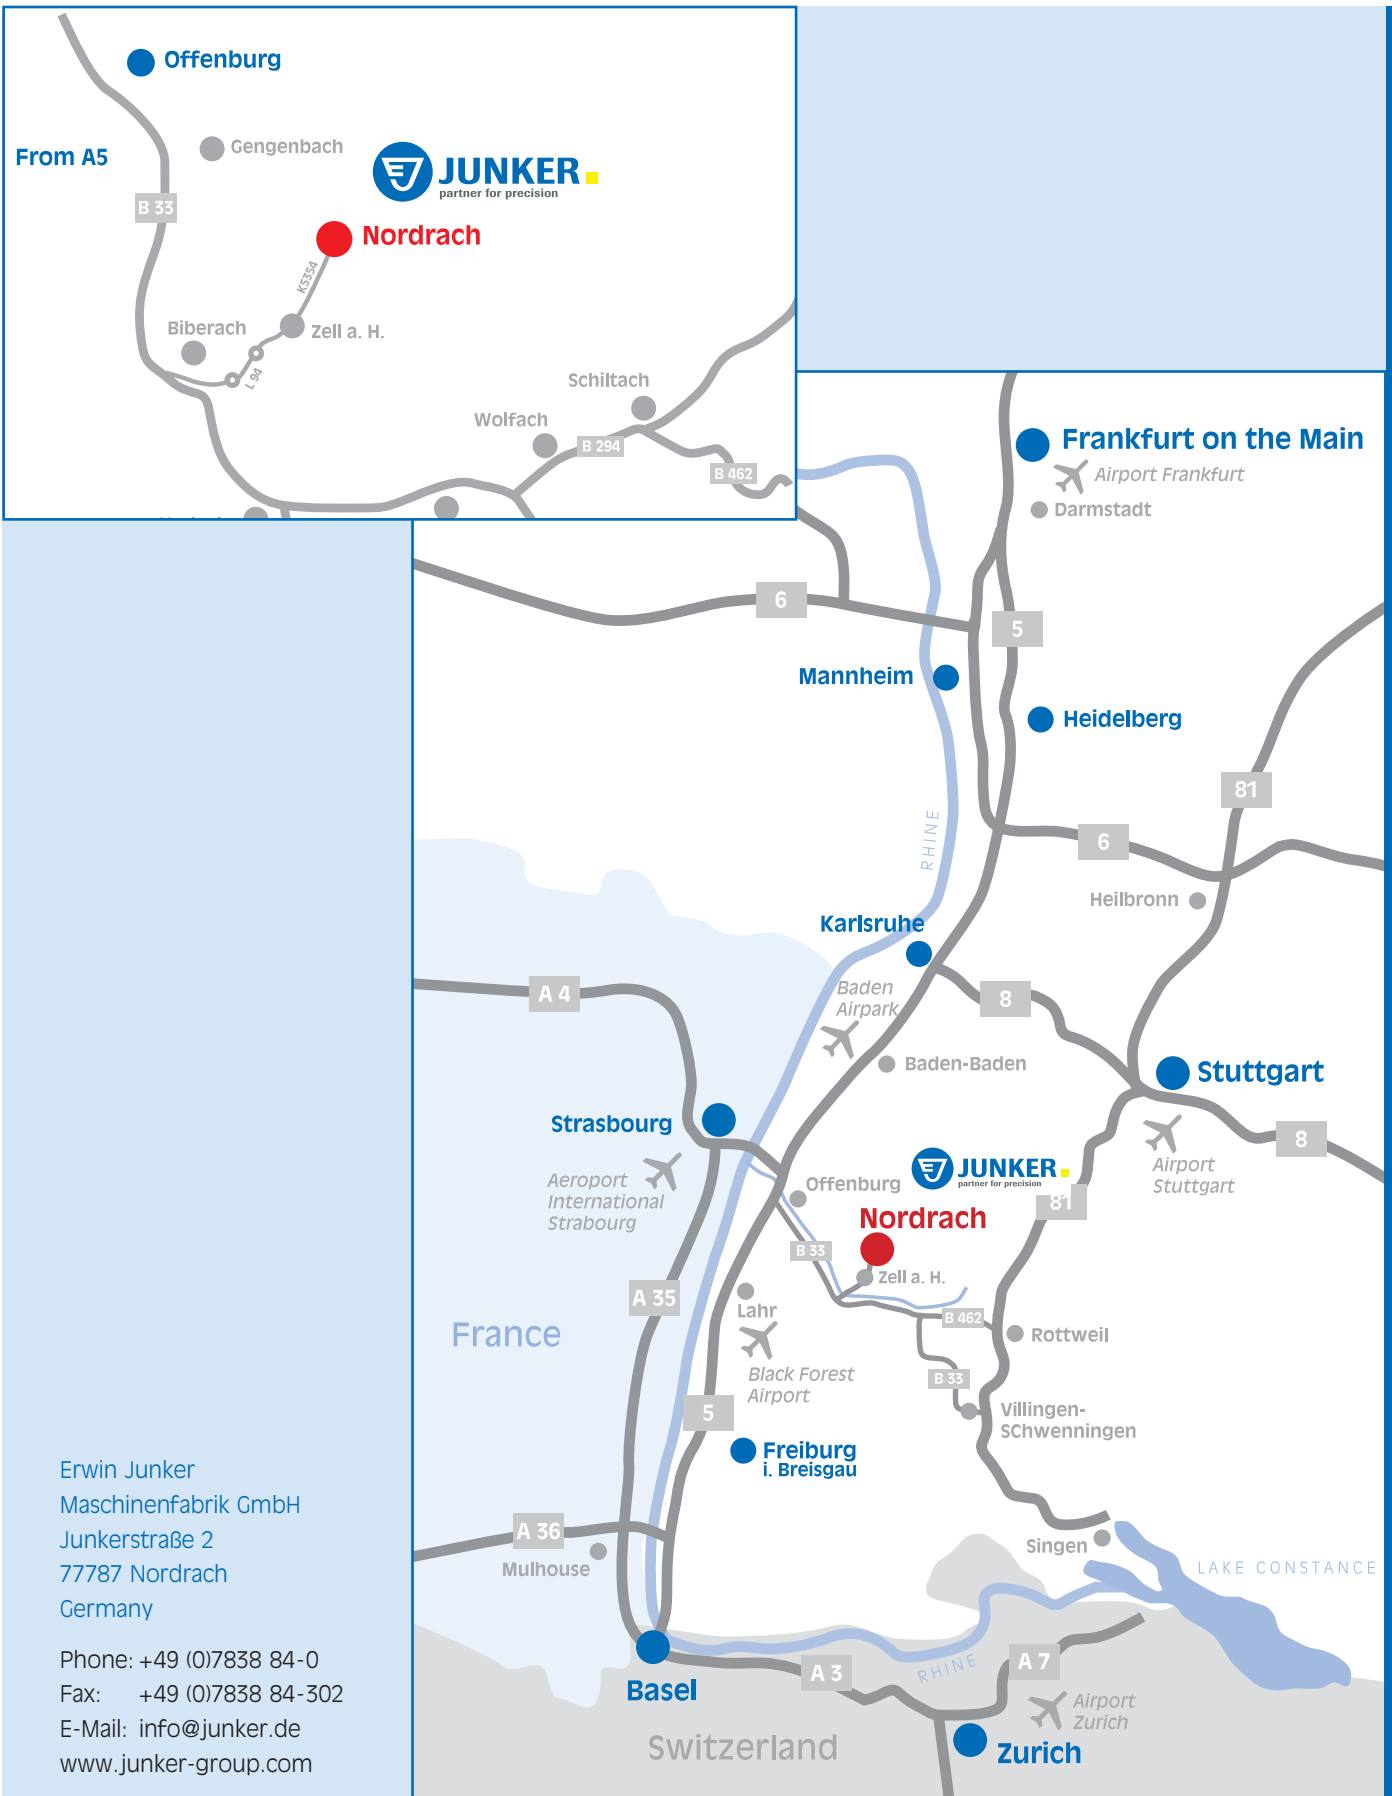 Offenburg
Gengenbach
From A5
JUNKER
partner for precision
B 33
Nordrach
K5354
Biberach
Zell a. H.
L 94
Schiltach
Wolfach
B 294
B 462
Frankfurt on the Main
Airport Frankfurt
Darmstadt
6
5
Mannheim
Heidelberg
81
RHINE
6
Heilbronn
Karlsruhe
Baden
Airpark
A 4
8
Baden-Baden
Stuttgart
Strasbourg
8
Aeroport
International
Strabourg
JUNKER
partner for precision
Airport
Stuttgart
Offenburg
81
Nordrach
B 33
Zell a. H.
A 35
Lahr
B 462
France
Rottweil
Black Forest
Airport
B 33
5
Villingen-
SChwenningen
Freiburg
i. Breisgau
A 36
Mulhouse
Singen
LAKE CONSTANCE
A 3
RHINE
A 7
Basel
Airport
Zurich
Switzerland
Zurich
Erwin Junker
Maschinenfabrik GmbH
Junkerstraße 2
77787 Nordrach
Germany
Phone: +49 (0)7838 84-0
Fax: +49 (0)7838 84-302
E-Mail: info@junker.de
www.junker-group.com